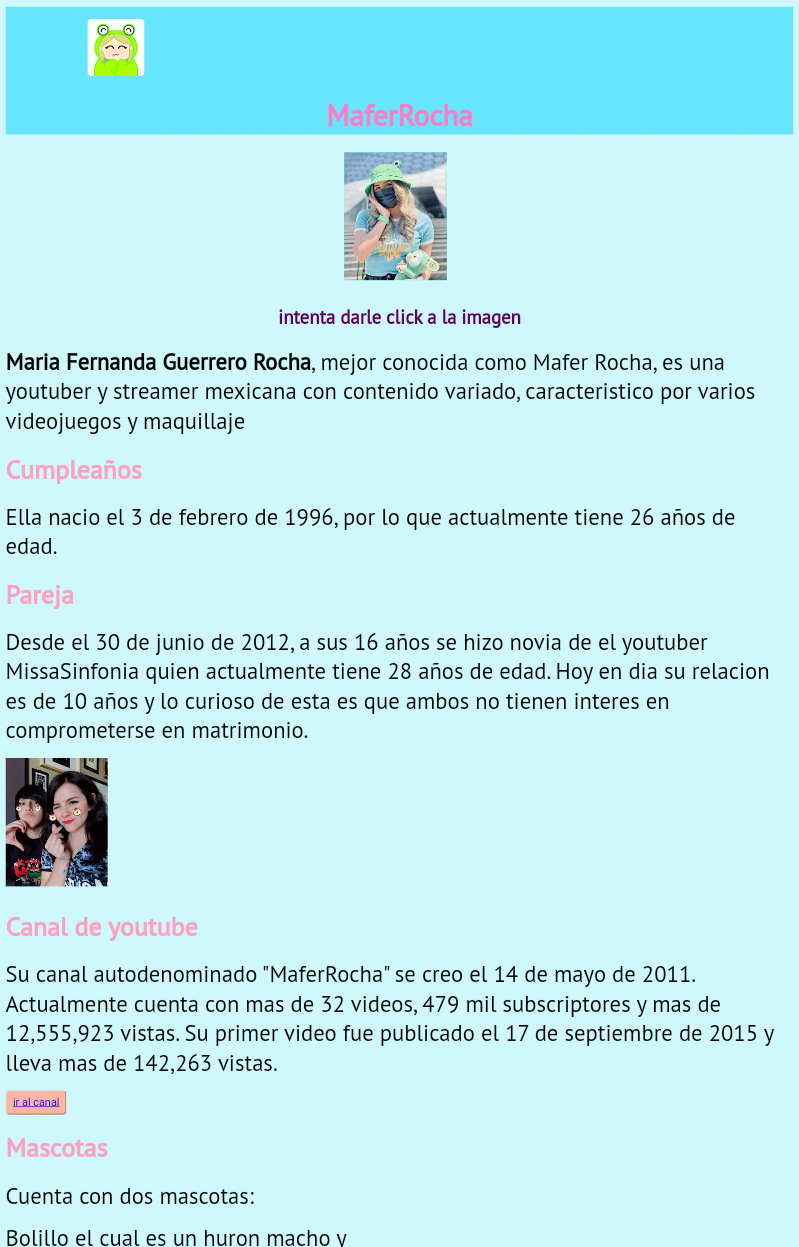 MaferRocha
intenta darle click a la imagen
Maria Fernanda Guerrero Rocha, mejor conocida como Mafer Rocha, es una
youtuber y streamer mexicana con contenido variado, caracteristico por varios
videojuegos y maquillaje
Cumpleaños
Ella nacio el 3 de febrero de 1996, por lo que actualmente tiene 26 años de
edad.
Pareja
Desde el 30 de junio de 2012, a sus 16 años se hizo novia de el youtuber
MissaSinfonia quien actualmente tiene 28 años de edad. Hoy en dia su relacion
es de 10 años y lo curioso de esta es que ambos no tienen interes en
comprometerse en matrimonio.
Canal de youtube
Su canal autodenominado "MaferRocha" se creo el 14 de mayo de 2011.
Actualmente cuenta con mas de 32 videos, 479 mil subscriptores y mas de
12,555,923 vistas. Su primer video fue publicado el 17 de septiembre de 2015 y
lleva mas de 142,263 vistas.
ir al canal
Mascotas
Cuenta con dos mascotas:
Bolillo el cual es un huron macho y